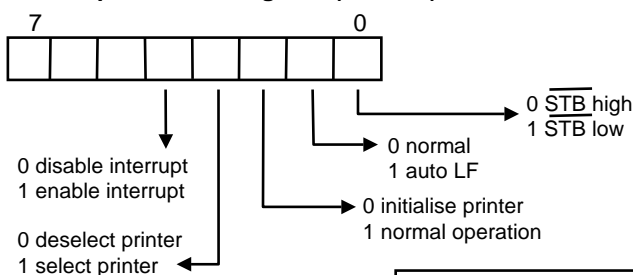 7 0
0 STB high
1 STB low
0 normal
1 auto LF
0 disable interrupt
1 enable interrupt
0 initialise printer
1 normal operation
0 deselect printer
1 select printer